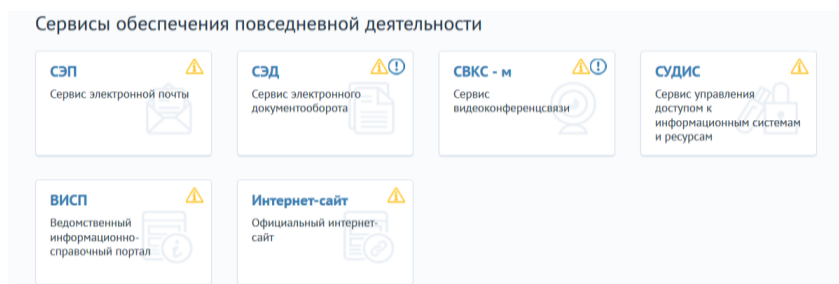 Сервисы обеспечения повседневной деятельности
СЭП
Сервис электронной почты
СЭД
Сервис электронного
документооборота
СВКС - м
Сервис
видеоконференцсвязи
СУДИС
Сервис управления
доступом к
информационным системам
и ресурсам
ВИСП
Ведомственный
информационно-
справочный портал
Интернет-сайт
Официальный интернет-
сайт